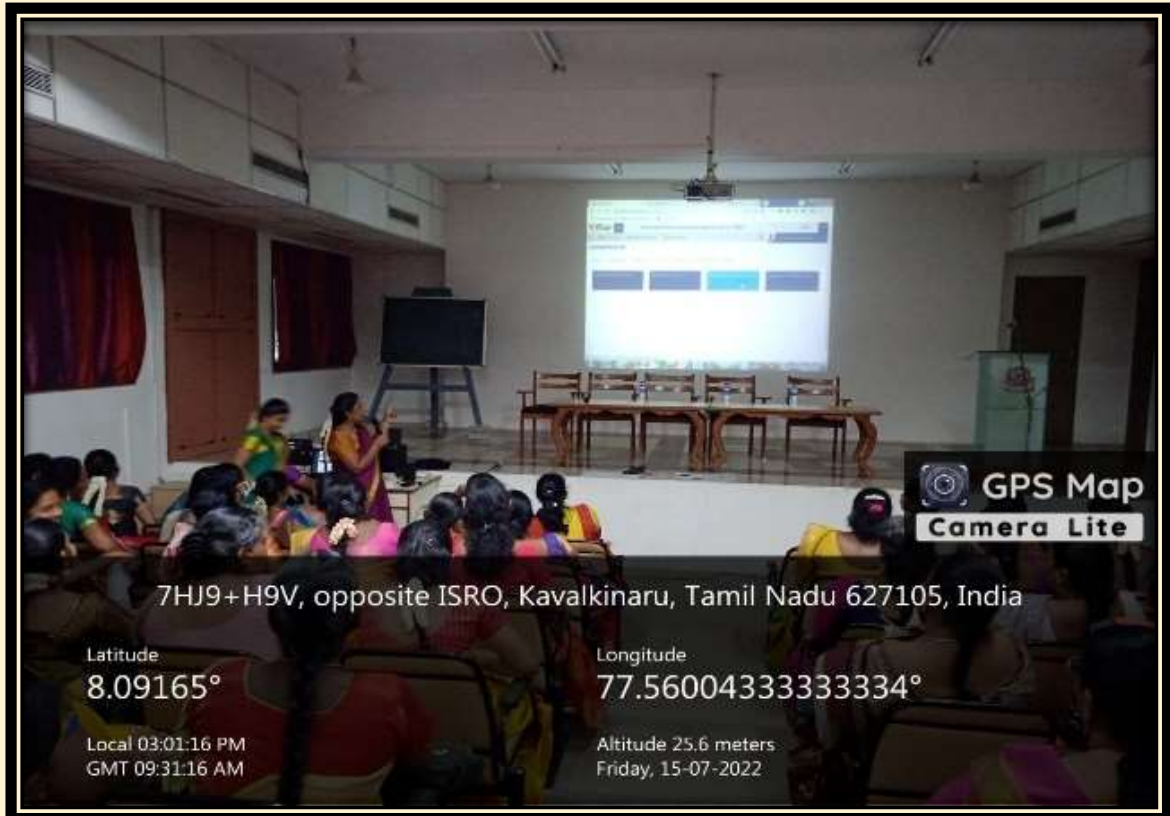 GPS Map
Camera Lite
7HJ9+H9V, opposite ISRO, Kavalkinaru, Tamil Nadu 627105, India
Latitude
8.09165°
Longitude
77.56004333333334°
Local 03:01:16 PM
GMT 09:31:16 AM
Altitude 25.6 meters
Friday, 15-07-2022